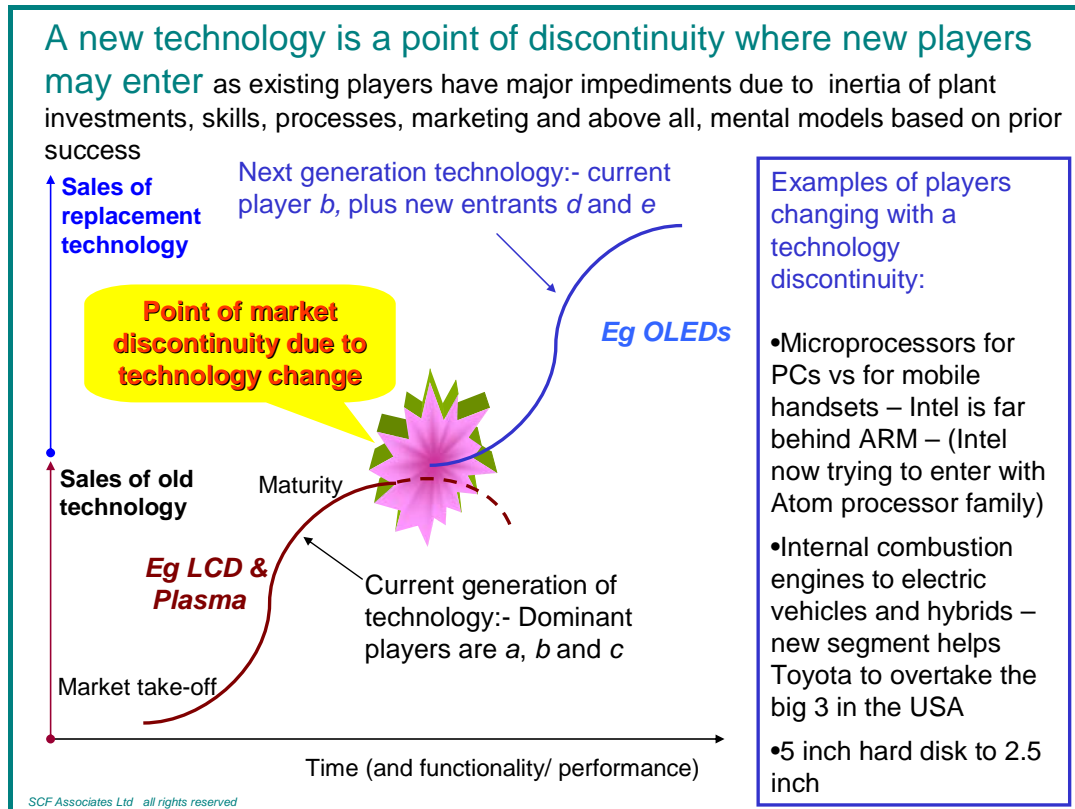 A new technology is a point of discontinuity where new players
may enter as existing players have major impediments due to inertia of plant
investments, skills, processes, marketing and above all, mental models based on prior
success
Sales of
replacement
technology
Next generation technology:- current
player b, plus new entrants d and e
Point of market
discontinuity due to
technology change
Eg OLEDs
Sales of old
technology
Maturity
Eg LCD &
Plasma
Current generation of
technology:- Dominant
players are a, b and c
Market take-off
Time (and functionality/ performance)
Examples of players
changing with a
technology
discontinuity:
•Microprocessors for
PCs vs for mobile
handsets – Intel is far
behind ARM – (Intel
now trying to enter with
Atom processor family)
•Internal combustion
engines to electric
vehicles and hybrids –
new segment helps
Toyota to overtake the
big 3 in the USA
•5 inch hard disk to 2.5
inch
SCF Associates Ltd all rights reserved